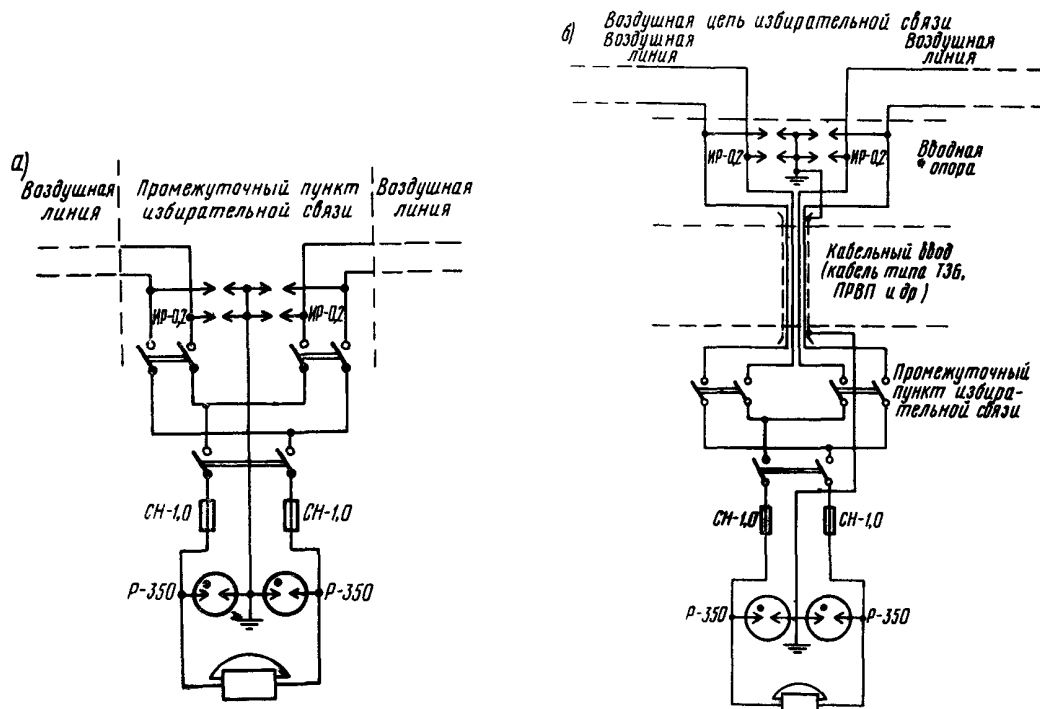 а)
Воздушная линия
Промежуточный пункт избирательной связи
Воздушная линия
ИР-0,2
ИР-0,2
СН-1,0
СН-1,0
Р-350
Р-350
б)
Воздушная цепь избирательной связи
Воздушная линия
Воздушная линия
ИР-0,2
ИР-0,2
Вводная опора
Кабельный ввод
(кабель типа ТЗБ,
ПРВП и др)
Промежуточный
пункт избира-
тельной связи
СН-1,0
СН-1,0
Р-350
Р-350